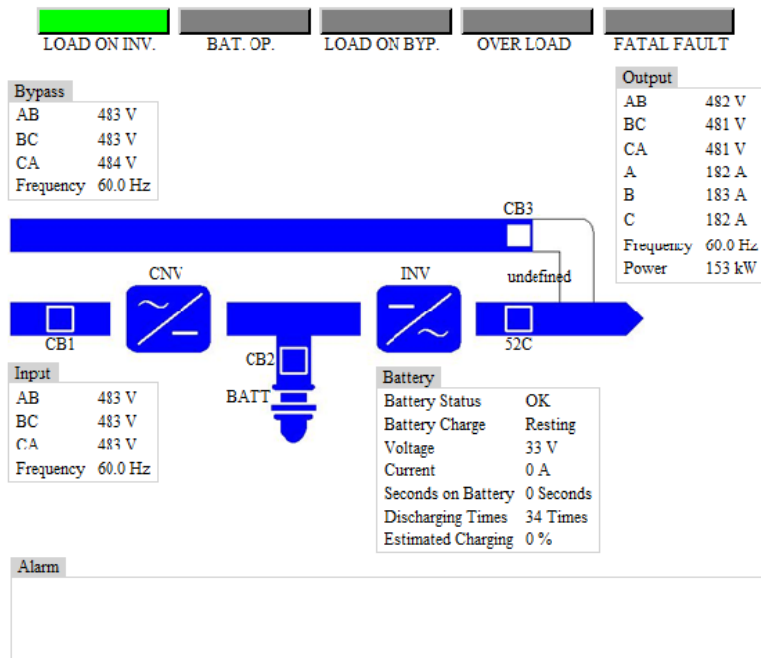 LOAD ON INV.
BAT. OP.
LOAD ON BYP.
OVER LOAD
FATAL FAULT
Bypass
AB 483 V
BC 483 V
CA 484 V
Frequency 60.0 Hz
Output
AB 482 V
BC 481 V
CA 481 V
A 182 A
B 183 A
C 182 A
Frequency 60.0 Hz
Power 153 kW
CB3
CNV
INV
undefined
CB1
CB2
52C
BATT
Input
AB 483 V
BC 483 V
CA 483 V
Frequency 60.0 Hz
Battery
Battery Status OK
Battery Charge Resting
Voltage 33 V
Current 0 A
Seconds on Battery 0 Seconds
Discharging Times 34 Times
Estimated Charging 0 %
Alarm